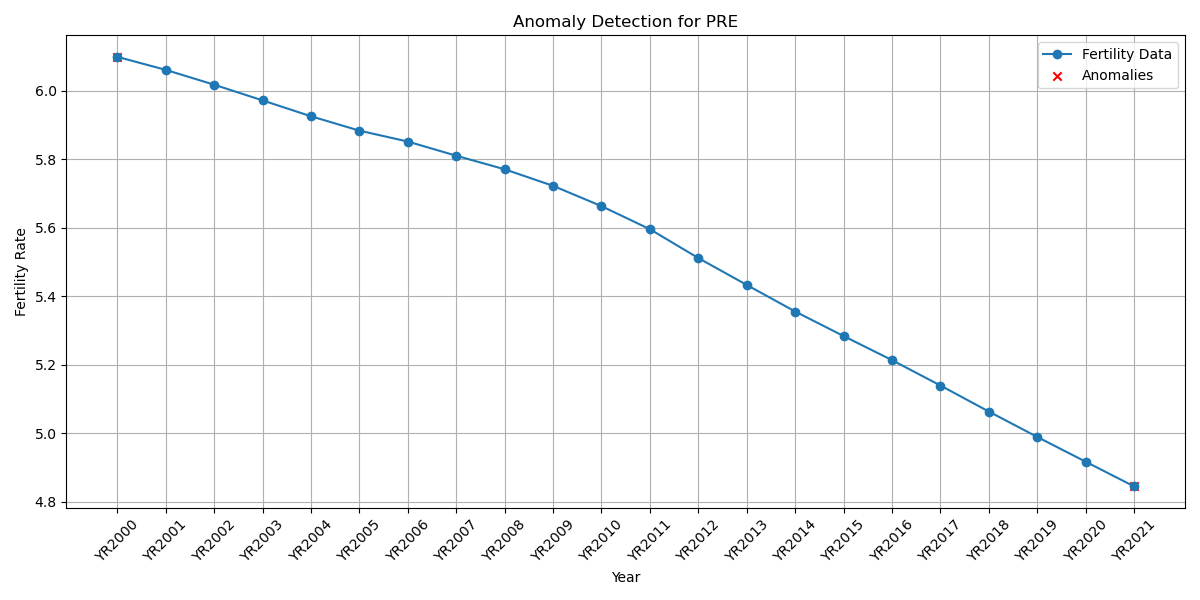 Anomaly Detection for PRE
Fertility Data
Anomalies
Fertility Rate
6.0
5.8
5.6
5.4
5.2
5.0
4.8
YR2000
YR2001
YR2002
YR2003
YR2004
YR2005
YR2006
YR2007
YR2008
YR2009
YR2010
YR2011
YR2012
YR2013
YR2014
YR2015
YR2016
YR2017
YR2018
YR2019
YR2020
YR2021
Year